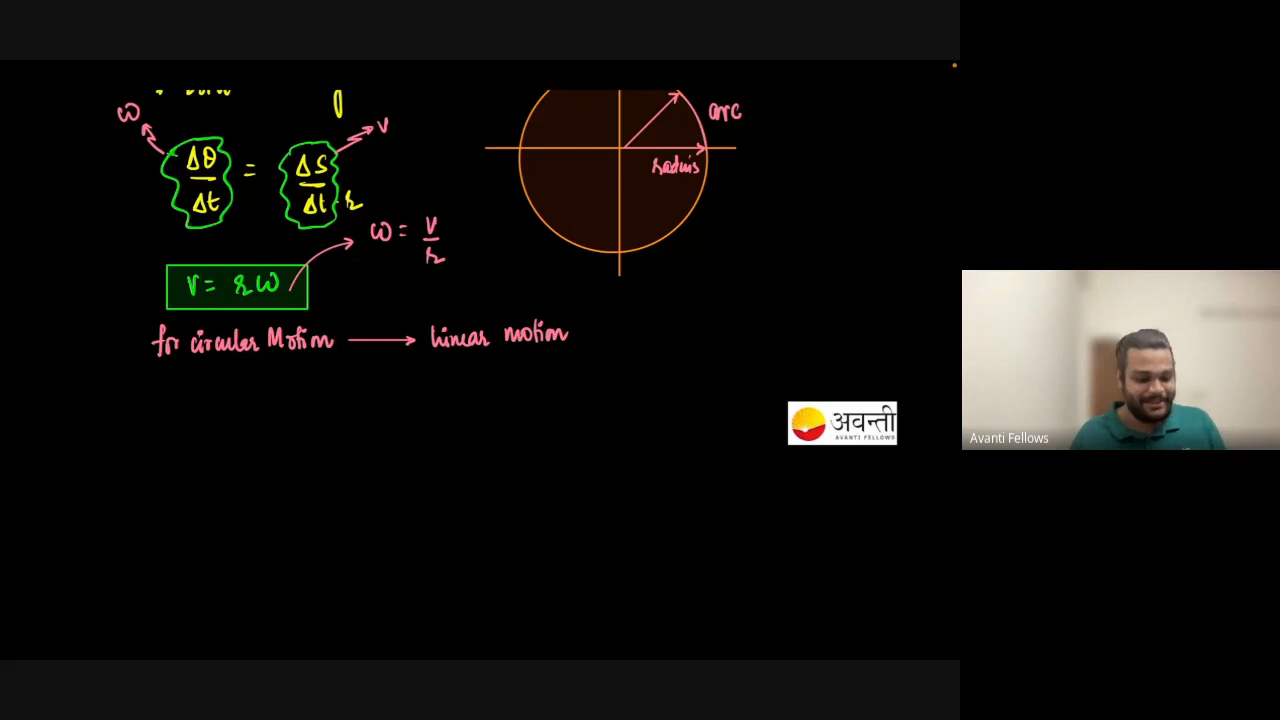 ω
v
arc
Δθ/Δt = ΔS/Δt·r
radius
ω = v/r
v = rω
for circular Motion → linear motion
अवन्ती
AVANTI FELLOWS
Avanti Fellows